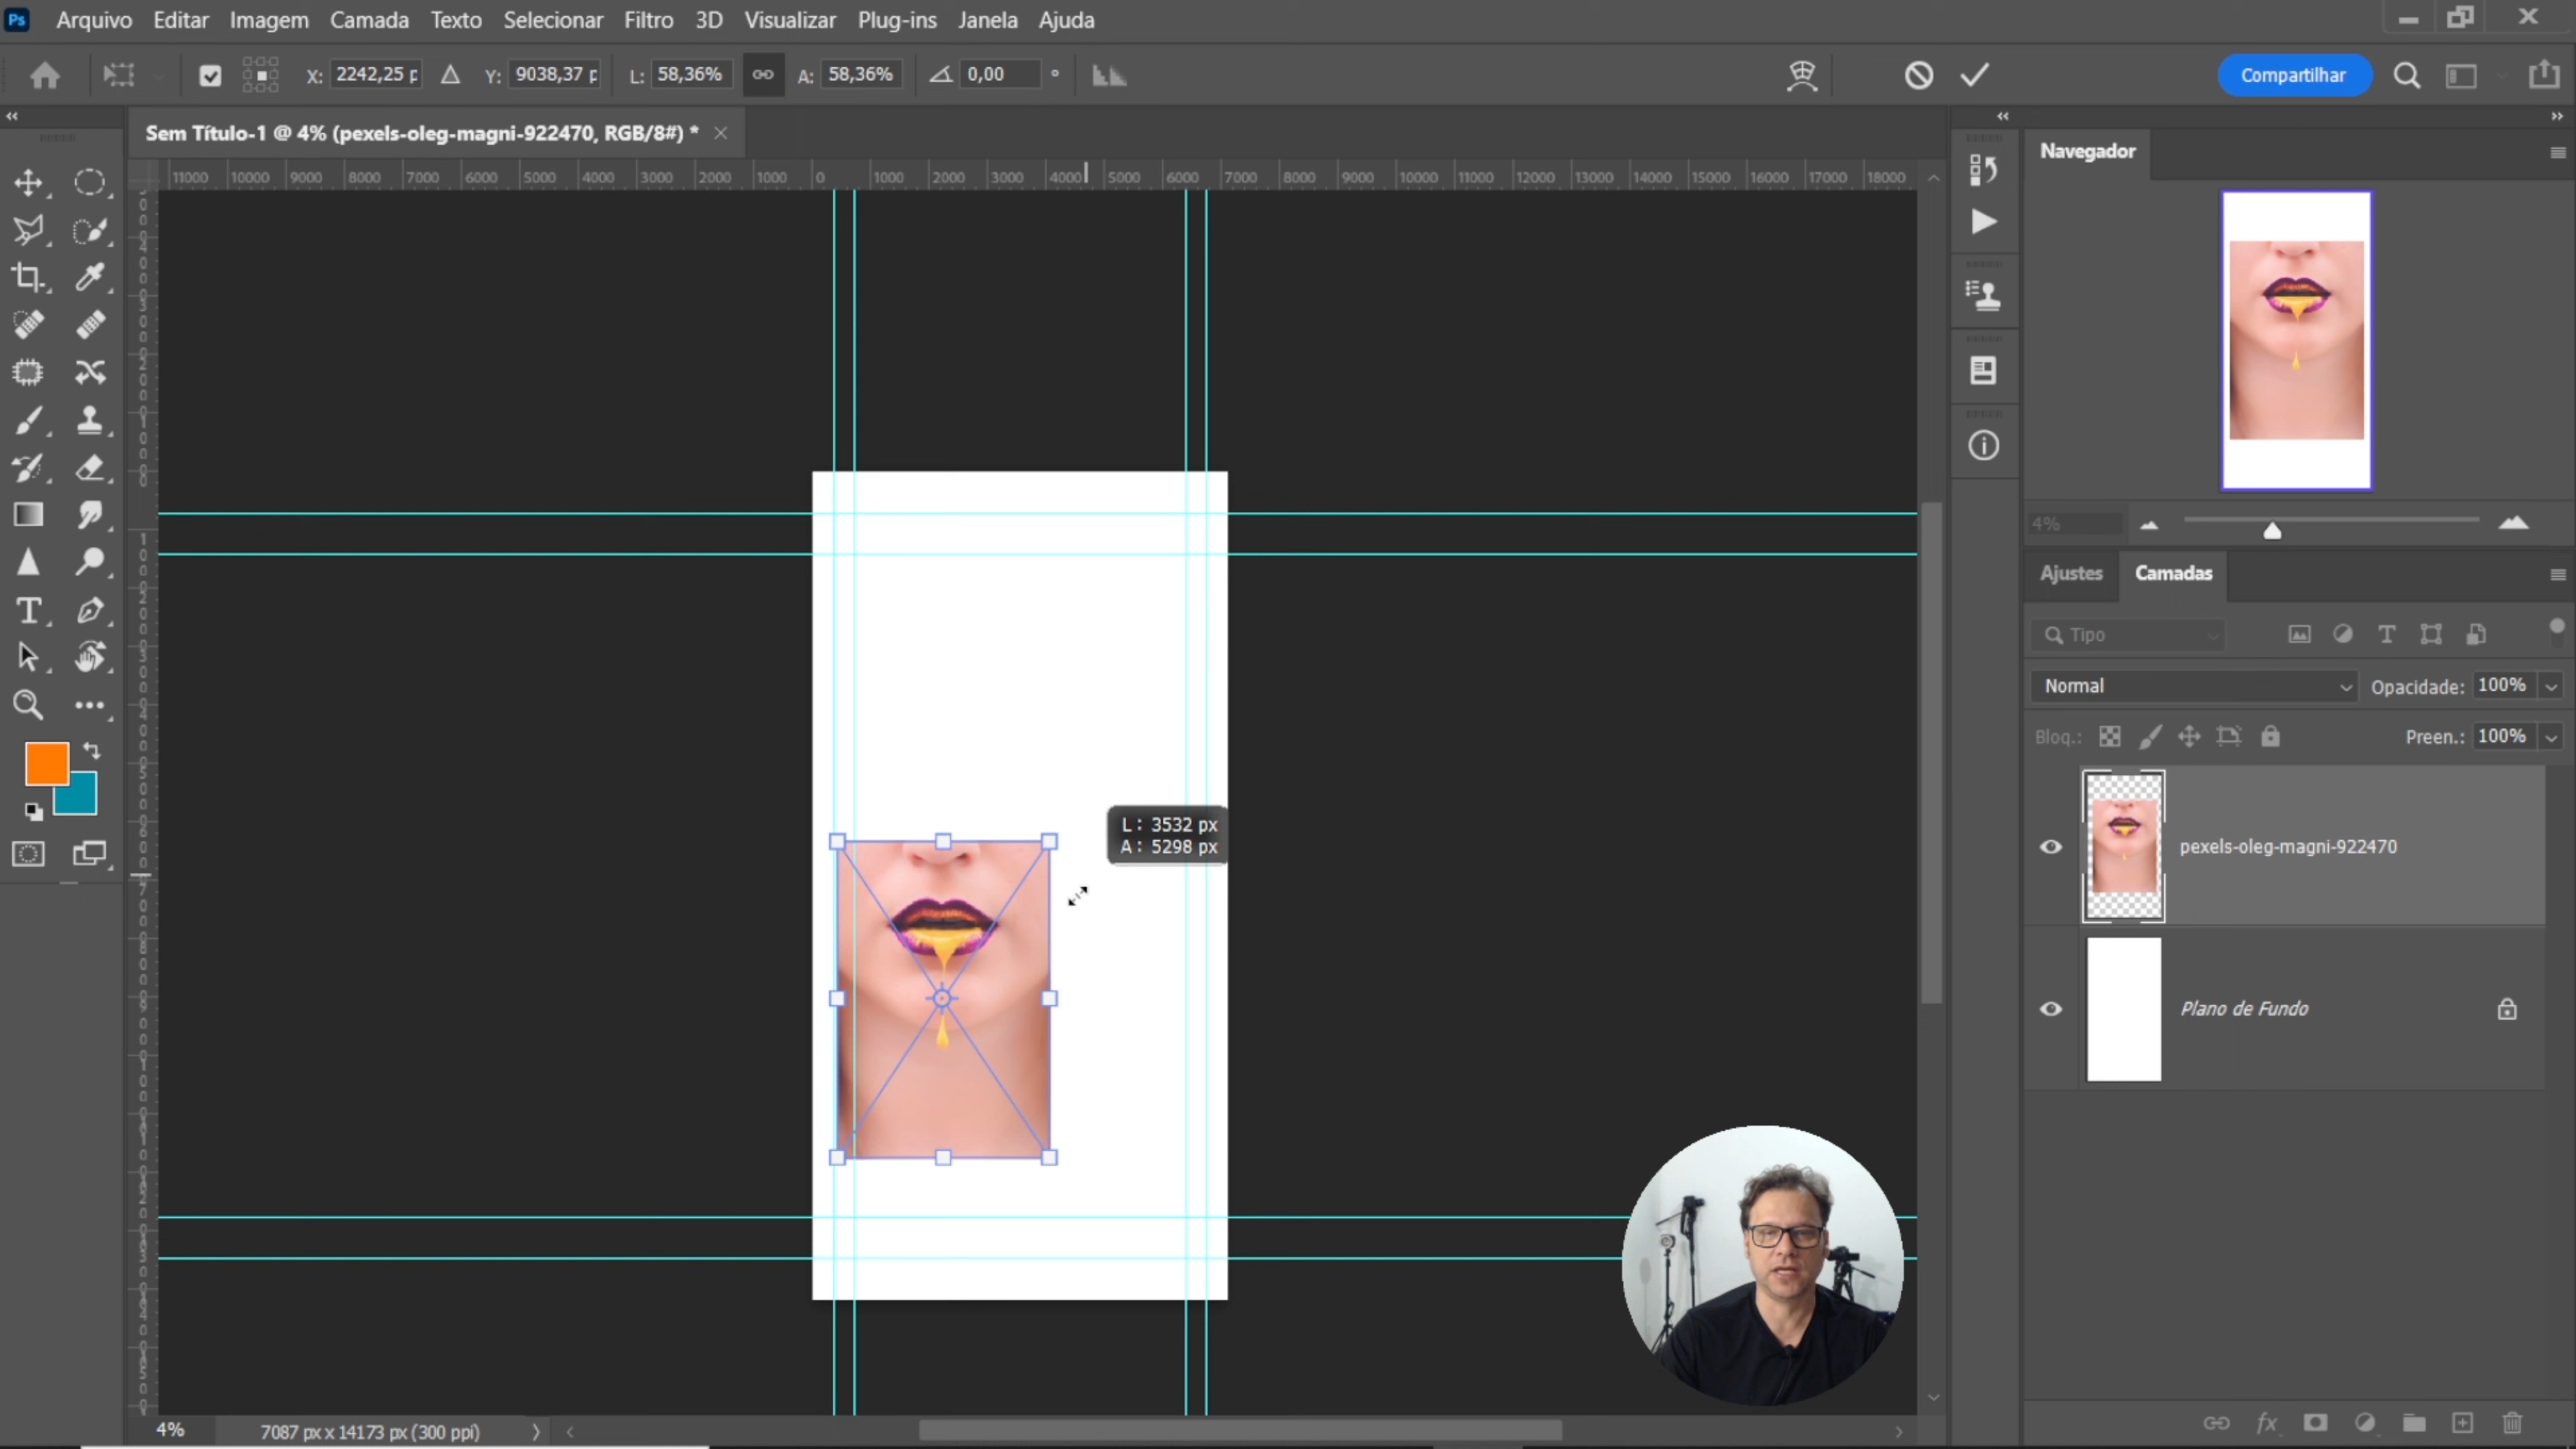 Ps Arquivo Editar Imagem Camada Texto Selecionar Filtro 3D Visualizar Plug-ins Janela Ajuda
X: 2242,25 p Y: 9038,37 p L: 58,36% A: 58,36% 0,00 ° Compartilhar
Sem Título-1 @ 4% (pexels-oleg-magni-922470, RGB/8#) *
11000 10000 9000 8000 7000 6000 5000 4000 3000 2000 1000 0 1000 2000 3000 4000 5000 6000 7000 8000 9000 10000 11000 12000 13000 14000 15000 16000 17000 18000
Navegador
4%
Ajustes Camadas
Tipo
Normal Opacidade: 100%
Bloq.: Preen.: 100%
L: 3532 px
A: 5298 px
pexels-oleg-magni-922470
Plano de Fundo
4% 7087 px x 14173 px (300 ppi)